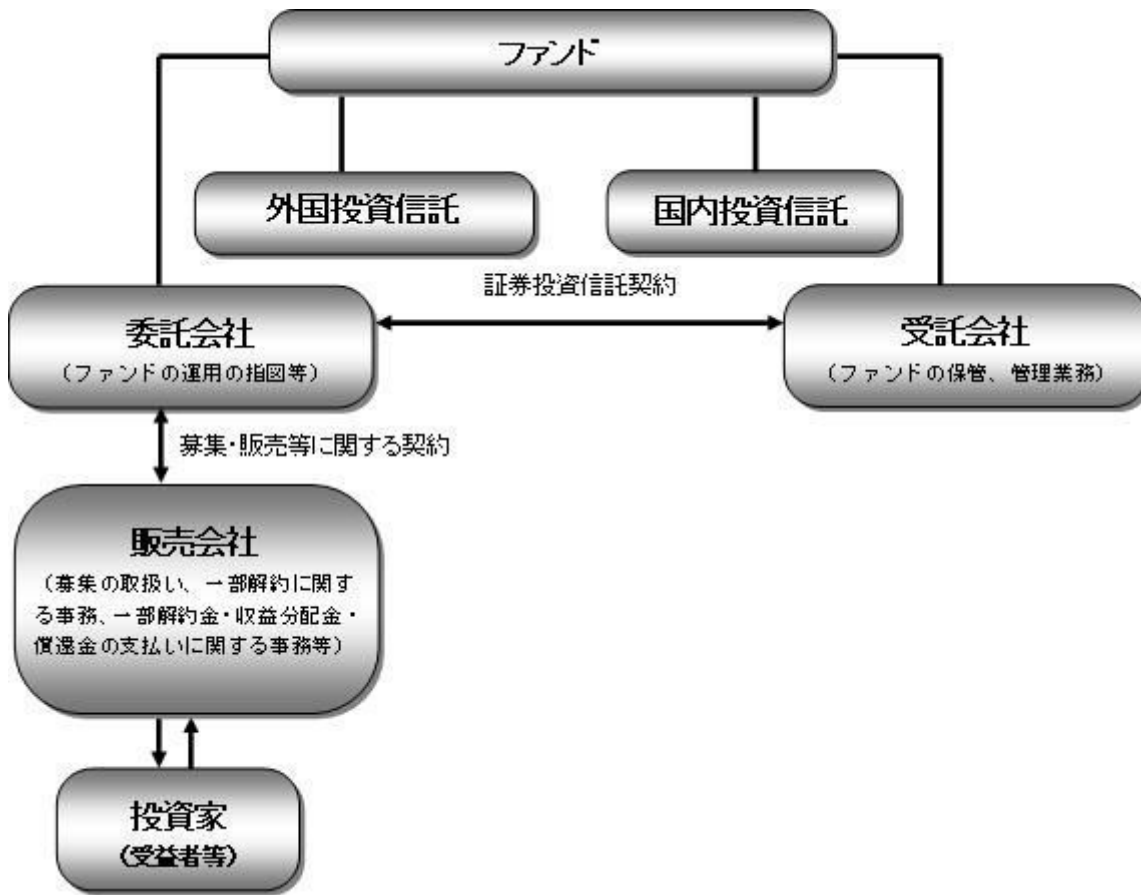 ファンド
外国投資信託
国内投資信託
証券投資信託契約
委託会社
（ファンドの運用の指図等）
受託会社
（ファンドの保管、管理業務）
募集・販売等に関する契約
販売会社
（募集の取扱い、一部解約に関す
る事務、一部解約金・収益分配金・
償還金の支払いに関する事務等）
投資家
（受益者等）